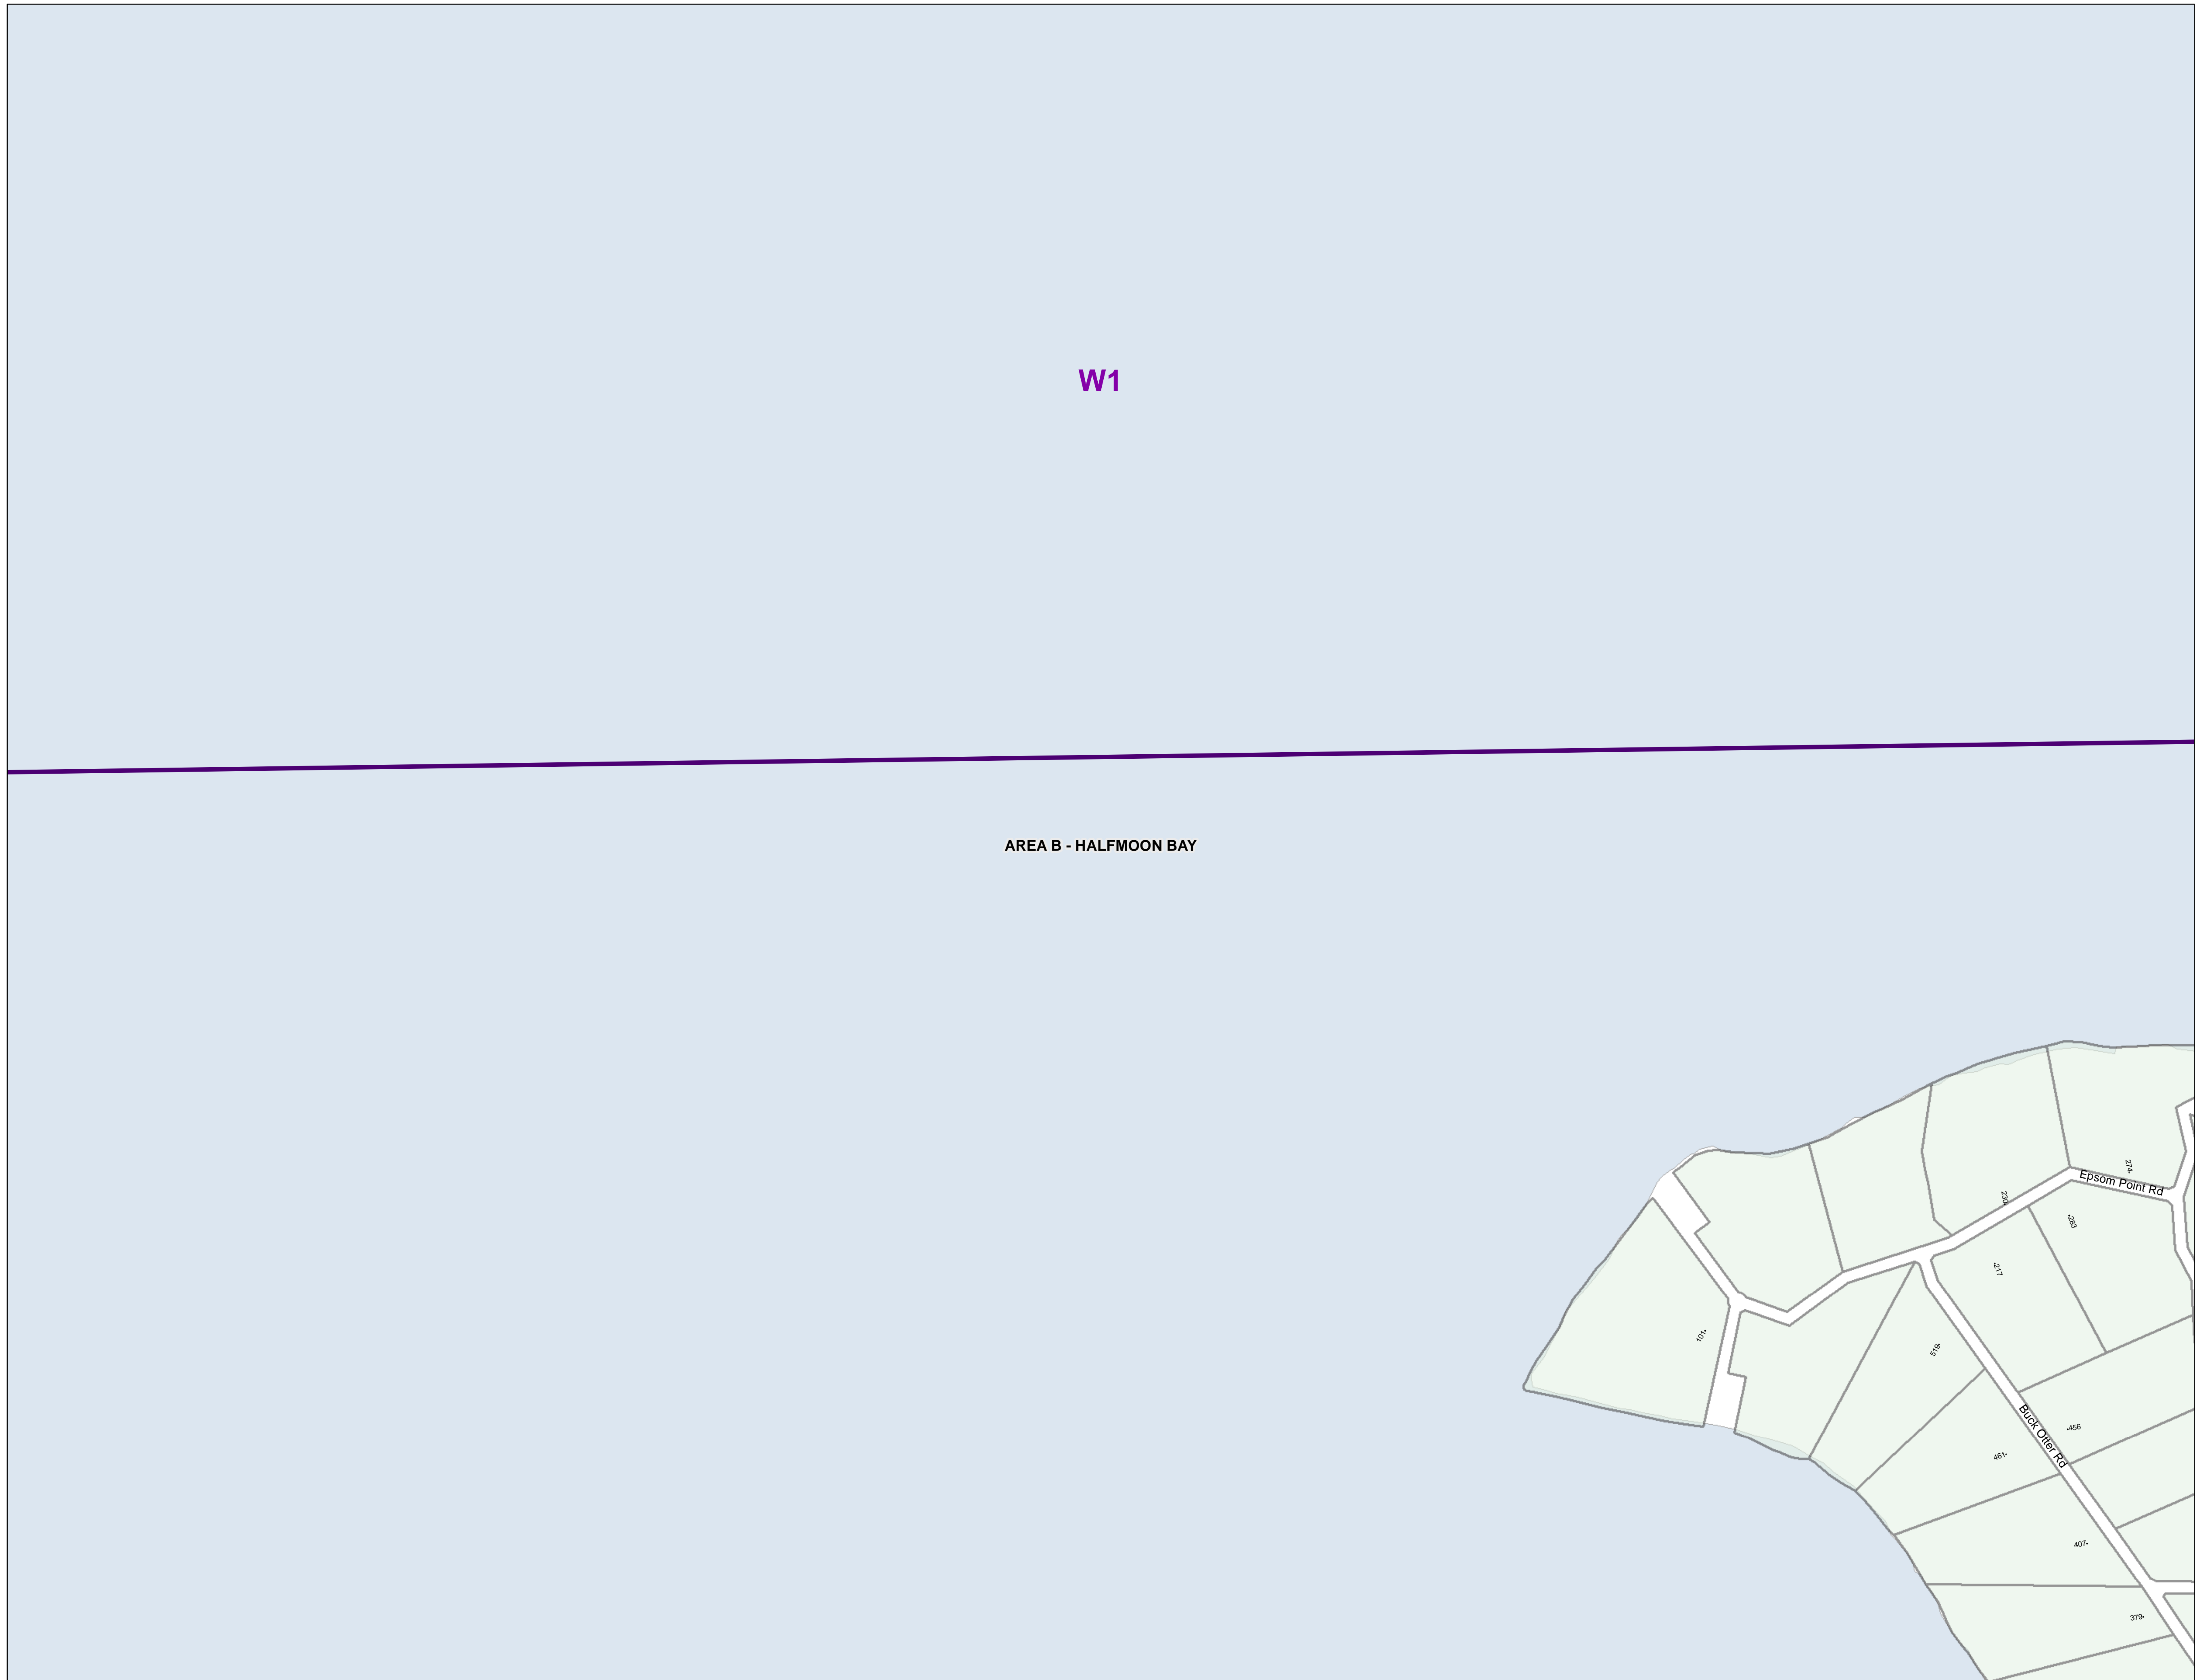 W1
AREA B - HALFMOON BAY
274
Epsom Point Rd
230
283
217
101
519
Buck Otter Rd
456
461
407
379